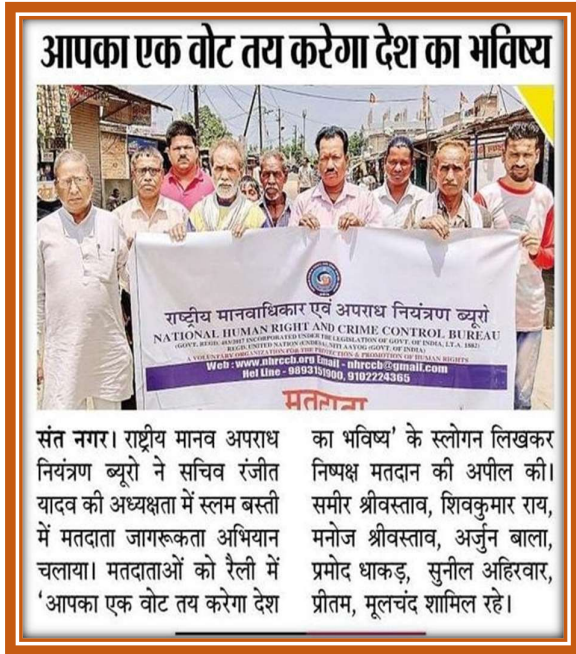 आपका एक वोट तय करेगा देश का भविष्य
राष्ट्रीय मानवाधिकार एवं अपराध नियंत्रण ब्यूरो
NATIONAL HUMAN RIGHT AND CRIME CONTROL BUREAU
A VOLUNTARY ORGANIZATION FOR THE PROTECTION & PROMOTION OF HUMAN RIGHTS
Web : www.nhrccb.org Email - nhrccb@gmail.com
Hel Line - 9893151900, 9102224365
मतदाता
संत नगर। राष्ट्रीय मानव अपराध
नियंत्रण ब्यूरो ने सचिव रंजीत
यादव की अध्यक्षता में स्लम बस्ती
में मतदाता जागरूकता अभियान
चलाया। मतदाताओं को रैली में
‘आपका एक वोट तय करेगा देश
का भविष्य’ के स्लोगन लिखकर
निष्पक्ष मतदान की अपील की।
समीर श्रीवस्ताव, शिवकुमार राय,
मनोज श्रीवस्ताव, अर्जुन बाला,
प्रमोद धाकड़, सुनील अहिरवार,
प्रीतम, मूलचंद शामिल रहे।